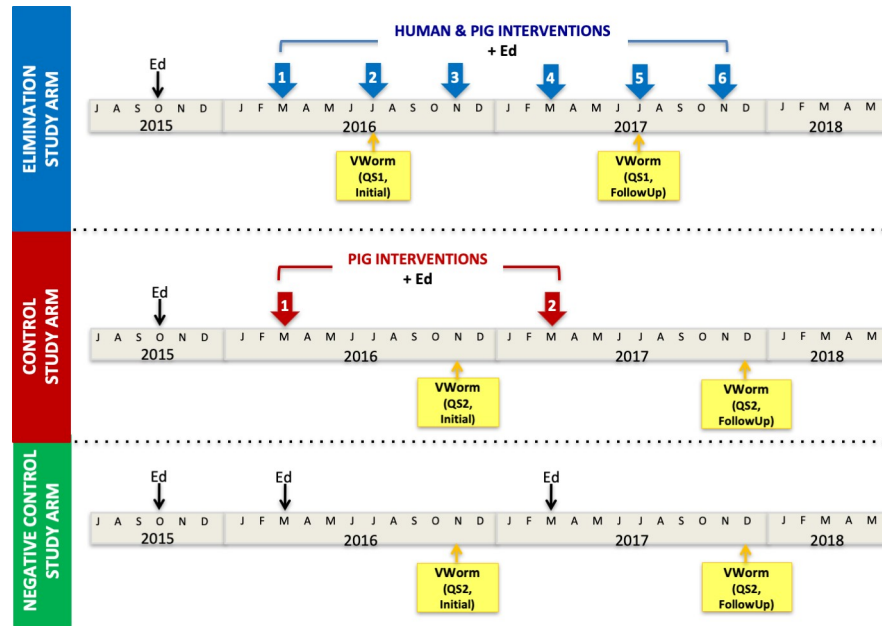 ELIMINATION
STUDY ARM
HUMAN & PIG INTERVENTIONS
+ Ed
Ed
1 2 3 4 5 6
J A S O N D J F M A M J J A S O N D J F M A M J J A S O N D J F M A M
2015 2016 2017 2018
VWorm
(QS1,
Initial)
VWorm
(QS1,
FollowUp)
CONTROL
STUDY ARM
PIG INTERVENTIONS
+ Ed
Ed
1 2
J A S O N D J F M A M J J A S O N D J F M A M J J A S O N D J F M A M
2015 2016 2017 2018
VWorm
(QS2,
Initial)
VWorm
(QS2,
FollowUp)
NEGATIVE CONTROL
STUDY ARM
Ed Ed Ed
J A S O N D J F M A M J J A S O N D J F M A M J J A S O N D J F M A M
2015 2016 2017 2018
VWorm
(QS2,
Initial)
VWorm
(QS2,
FollowUp)